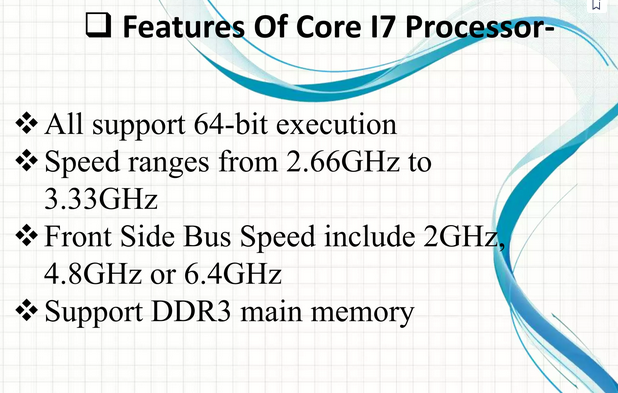 ❑ Features Of Core I7 Processor-
❖ All support 64-bit execution
❖ Speed ranges from 2.66GHz to
3.33GHz
❖ Front Side Bus Speed include 2GHz,
4.8GHz or 6.4GHz
❖ Support DDR3 main memory